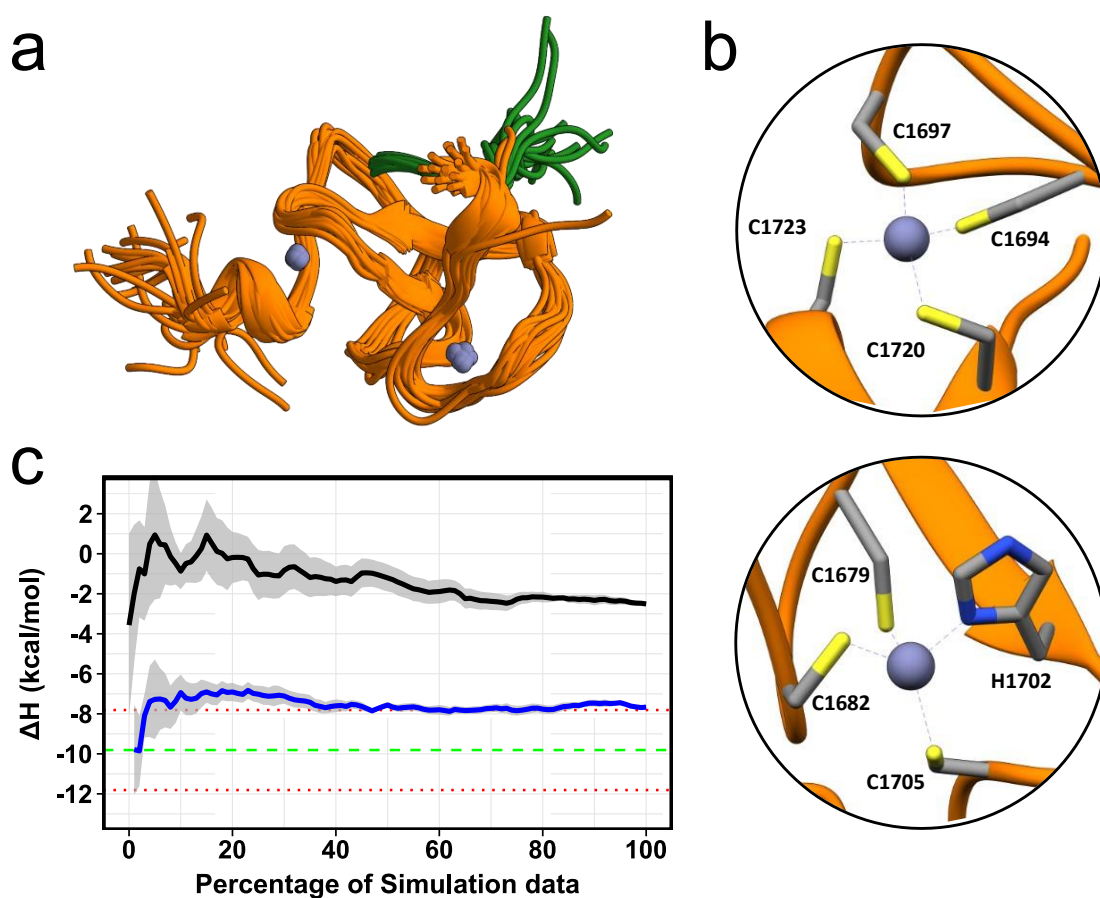 a
b
C1697
C1723
C1694
C1720
c
C1679
C1682
H1702
C1705
ΔH (kcal/mol)
2
0
-2
-4
-6
-8
-10
-12
0 20 40 60 80 100
Percentage of Simulation data